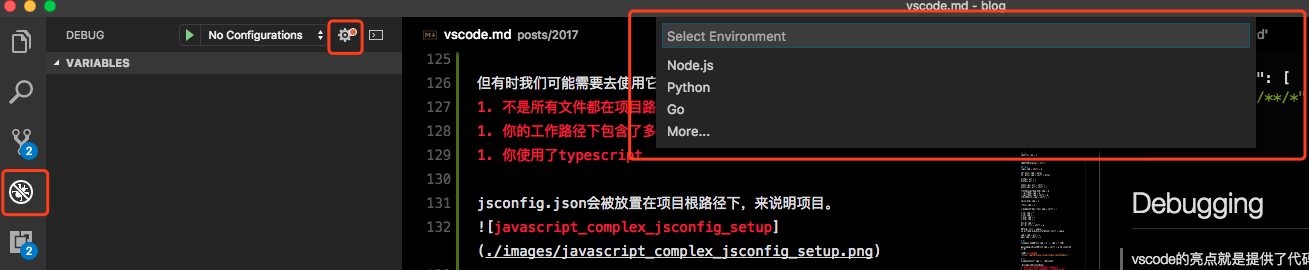 vscode.md - blog
DEBUG
No Configurations
VARIABLES
2
2
vscode.md posts/2017
125
126 但有时我们可能需要去使用它
127 1. 不是所有文件都在项目路
128 1. 你的工作路径下包含了多
129 1. 你使用了typescript
130
131 jsconfig.json会被放置在项目根路径下，来说明项目。
132 ![javascript_complex_jsconfig_setup]
(./images/javascript_complex_jsconfig_setup.png)
Select Environment
Node.js
Python
Go
More...
d'
": [
/**/*"
Debugging
vscode的亮点就是提供了代码